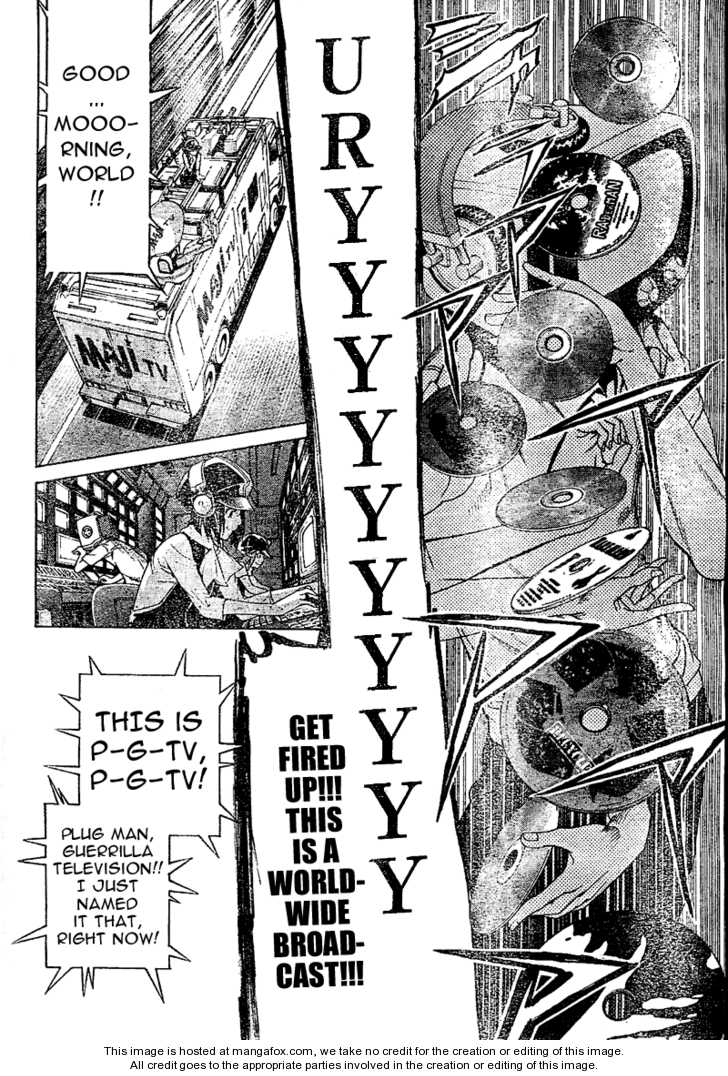 U
R
Y
Y
Y
Y
Y
Y
Y
Y
Y
Y
GOOD
...
MOOO-
RNING,
WORLD
!!
MAJI TV
MAJI TV
GET
FIRED
UP!!!
THIS
IS A
WORLD-
WIDE
BROAD-
CAST!!!
THIS IS
P-G-TV,
P-G-TV!
PLUG MAN,
GUERRILLA
TELEVISION!!
I JUST
NAMED
IT THAT,
RIGHT NOW!
This image is hosted at mangafox.com, we take no credit for the creation or editing of this image.
All credit goes to the appropriate parties involved in the creation or editing of this image.